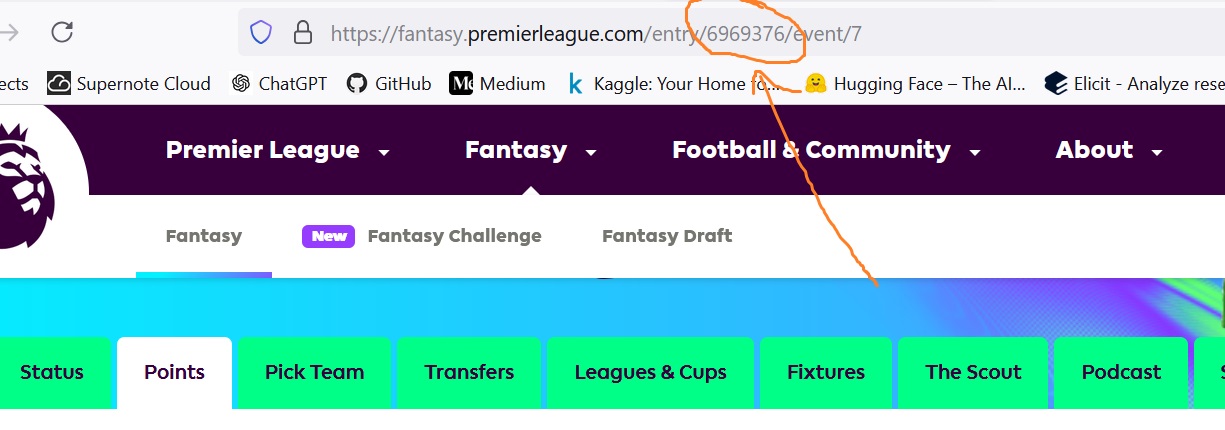 https://fantasy.premierleague.com/entry/6969376/event/7
ects Supernote Cloud ChatGPT GitHub Medium Kaggle: Your Home fo... Hugging Face – The AI... Elicit - Analyze rese
Premier League Fantasy Football & Community About
Fantasy New Fantasy Challenge Fantasy Draft
Status Points Pick Team Transfers Leagues & Cups Fixtures The Scout Podcast S